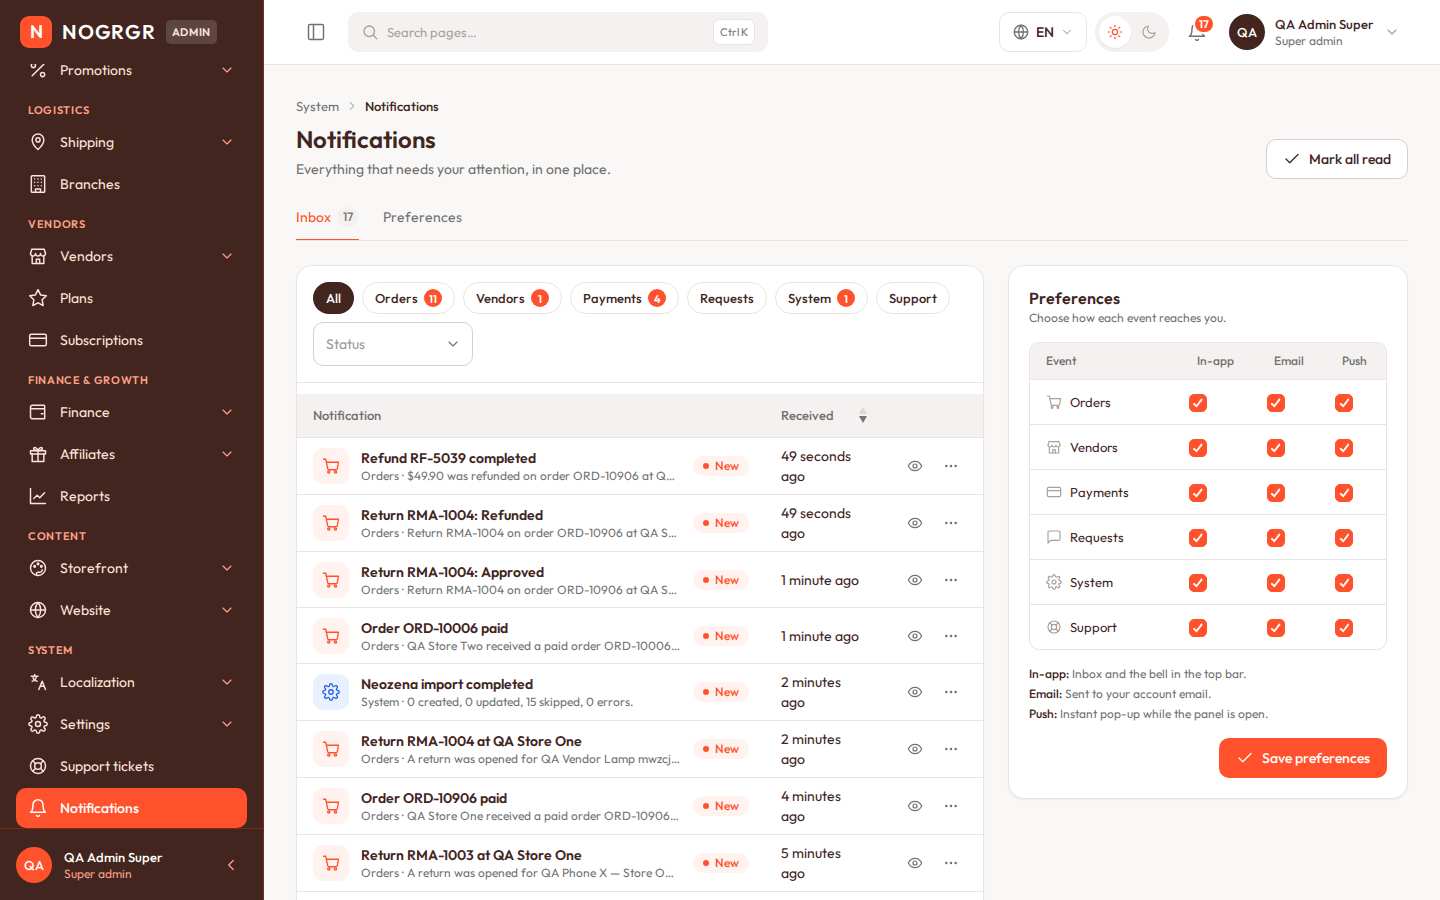 N NOGRGR ADMIN
Promotions
LOGISTICS
Shipping
Branches
VENDORS
Vendors
Plans
Subscriptions
FINANCE & GROWTH
Finance
Affiliates
Reports
CONTENT
Storefront
Website
SYSTEM
Localization
Settings
Support tickets
Notifications
QA
QA Admin Super
Super admin
Search pages…
Ctrl K
EN
17
QA
QA Admin Super
Super admin
System
Notifications
Notifications
Everything that needs your attention, in one place.
Mark all read
Inbox 17
Preferences
All
Orders 11
Vendors 1
Payments 4
Requests
System 1
Support
Status
Notification
Received
Refund RF-5039 completed
Orders · $49.90 was refunded on order ORD-10906 at Q…
New
49 seconds
ago
Return RMA-1004: Refunded
Orders · Return RMA-1004 on order ORD-10906 at QA S…
New
49 seconds
ago
Return RMA-1004: Approved
Orders · Return RMA-1004 on order ORD-10906 at QA S…
New
1 minute ago
Order ORD-10006 paid
Orders · QA Store Two received a paid order ORD-10006…
New
1 minute ago
Neozena import completed
System · 0 created, 0 updated, 15 skipped, 0 errors.
New
2 minutes
ago
Return RMA-1004 at QA Store One
Orders · A return was opened for QA Vendor Lamp mwzcj…
New
2 minutes
ago
Order ORD-10906 paid
Orders · QA Store One received a paid order ORD-10906…
New
4 minutes
ago
Return RMA-1003 at QA Store One
Orders · A return was opened for QA Phone X — Store O…
New
5 minutes
ago
Preferences
Choose how each event reaches you.
Event In-app Email Push
Orders
Vendors
Payments
Requests
System
Support
In-app: Inbox and the bell in the top bar.
Email: Sent to your account email.
Push: Instant pop-up while the panel is open.
Save preferences